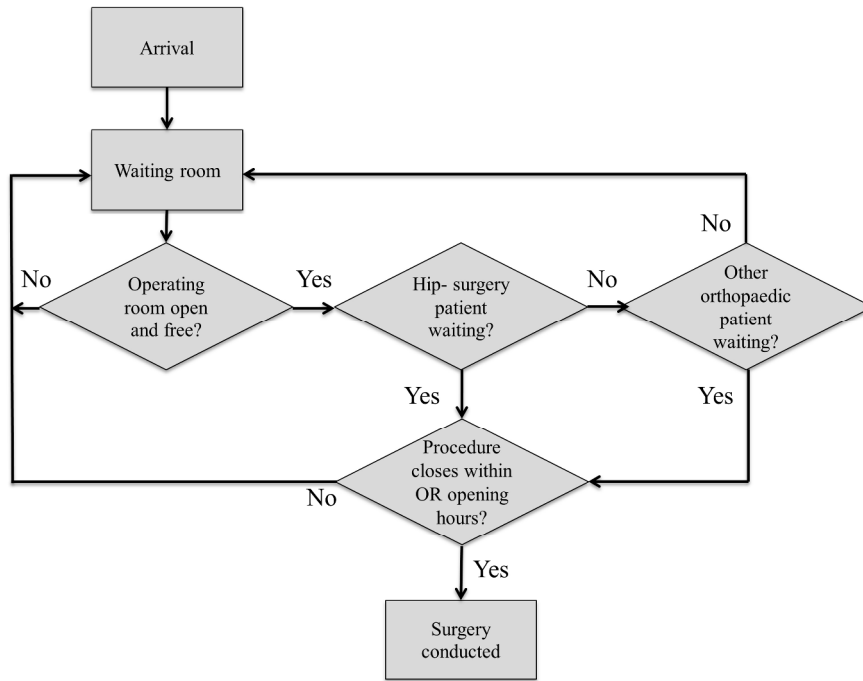 Arrival
Waiting room
No
Operating
room open
and free?
Yes
Hip- surgery
patient
waiting?
No
No
Other
orthopaedic
patient
waiting?
Yes
Yes
Procedure
closes within
OR opening
hours?
No
Yes
Surgery
conducted